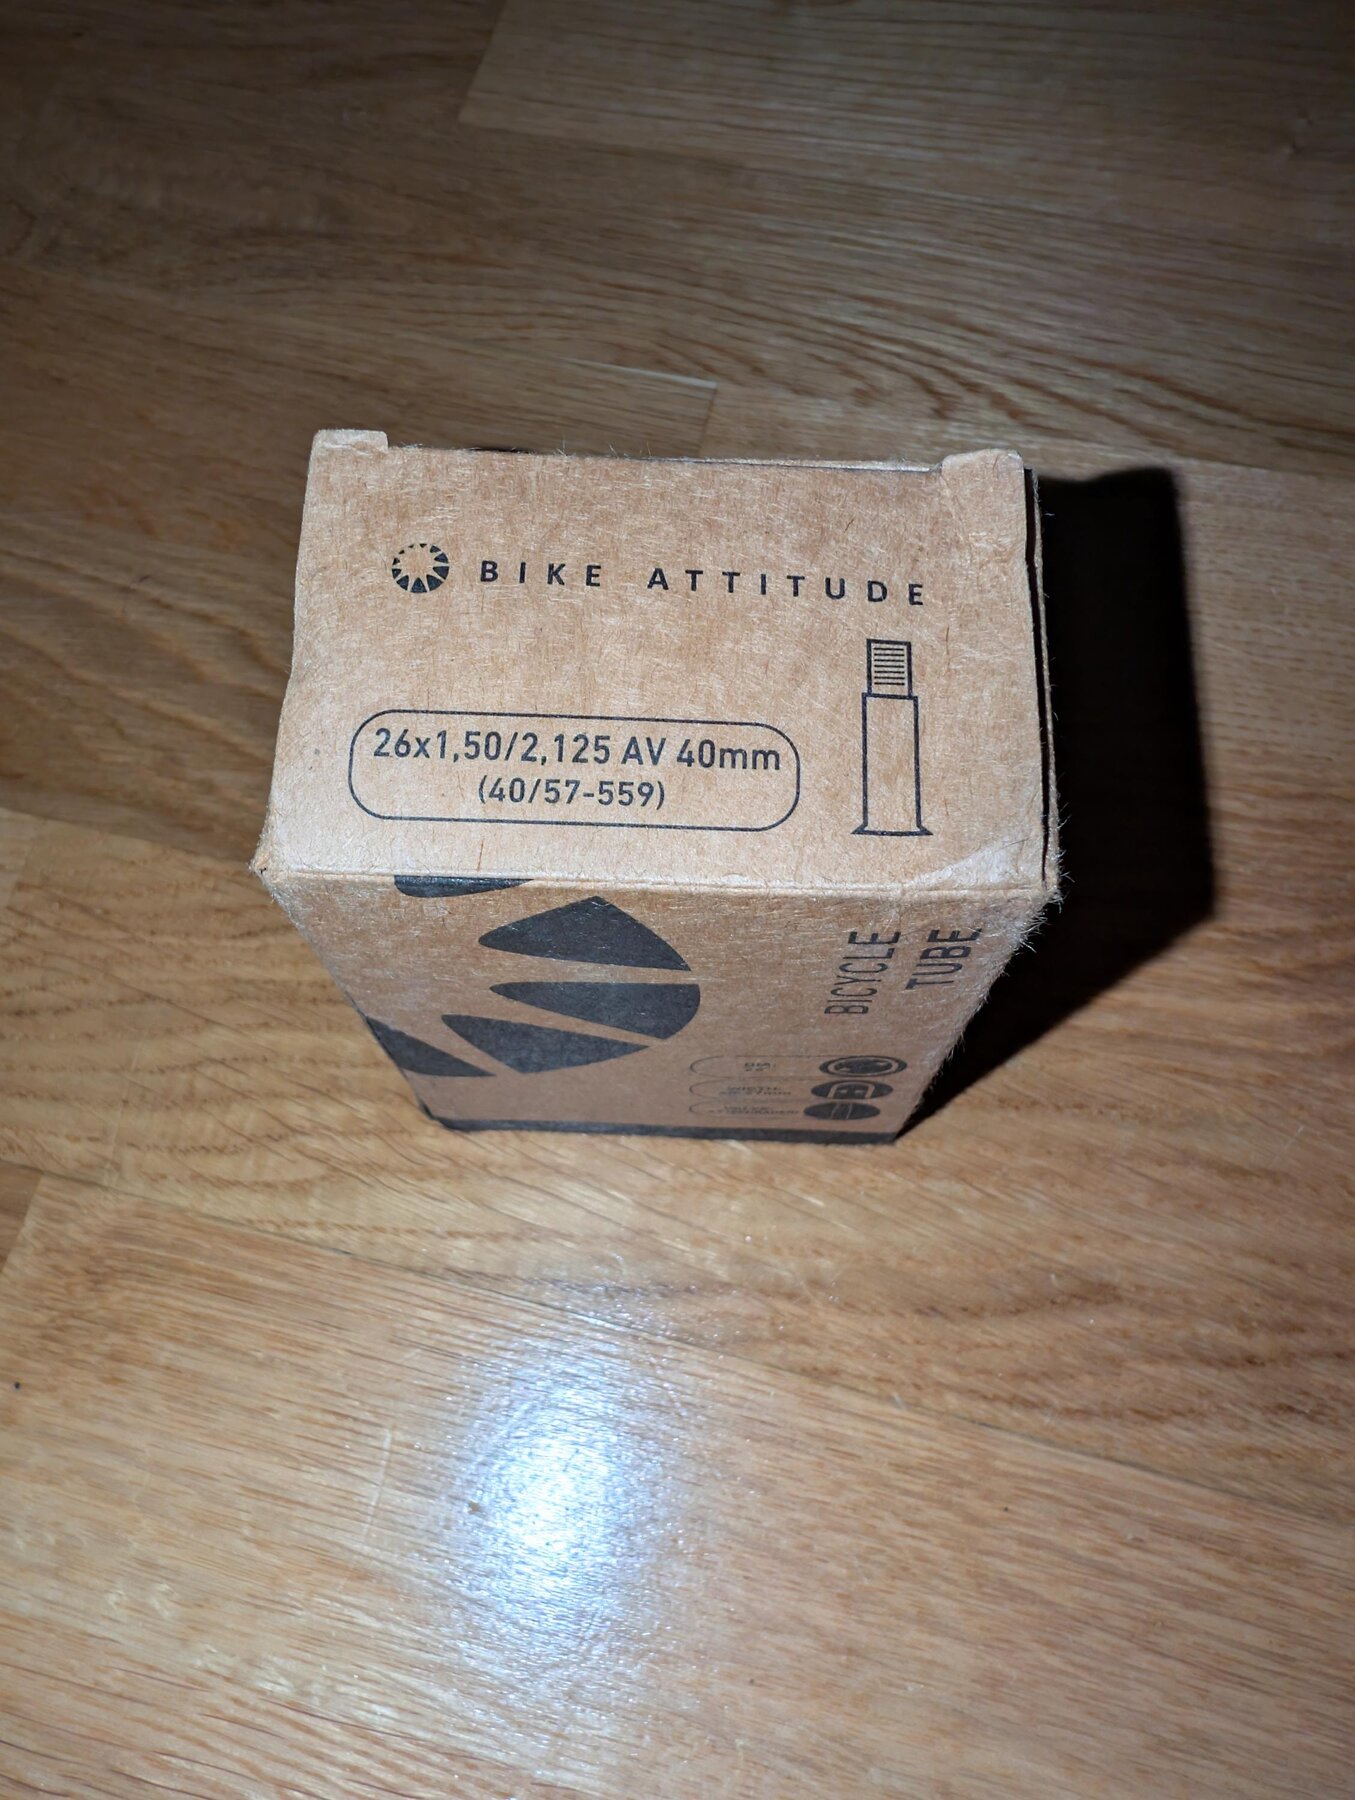 BIKE ATTITUDE
26x1,50/2,125 AV 40mm
(40/57-559)
BICYCLE
TUBE